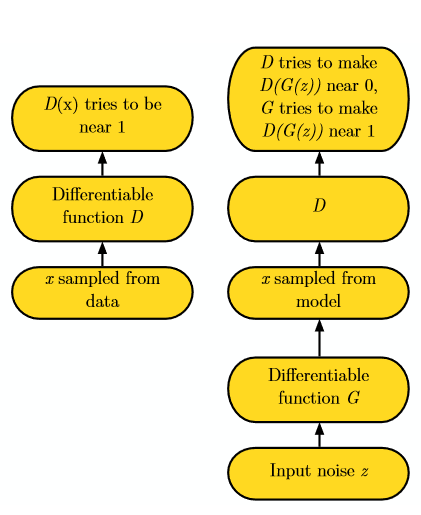 D(x) tries to be
near 1
Differentiable
function D
x sampled from
data
D tries to make
D(G(z)) near 0,
G tries to make
D(G(z)) near 1
D
x sampled from
model
Differentiable
function G
Input noise z